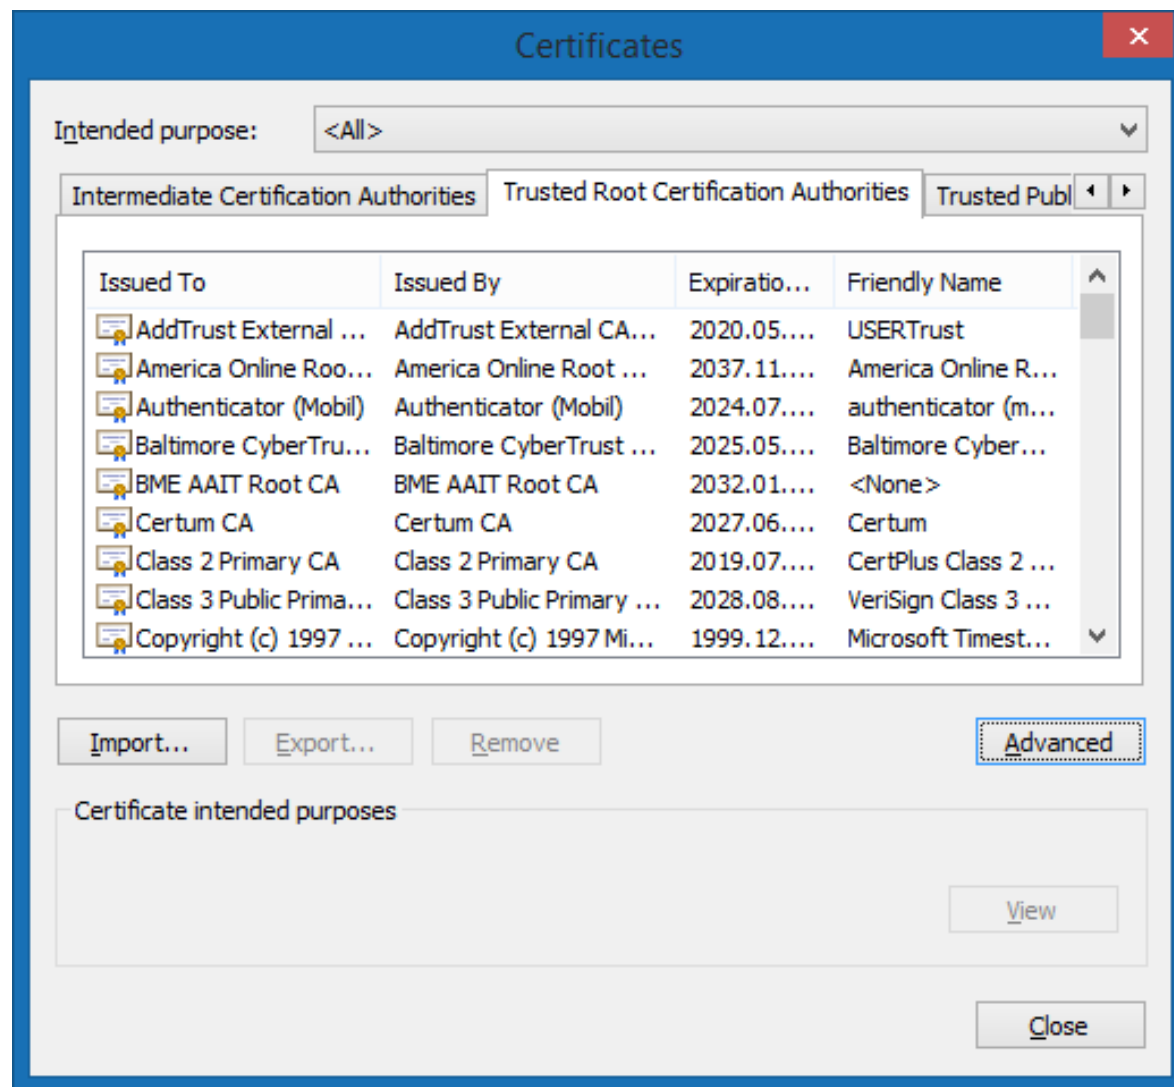 Certificates
Intended purpose: <All>
Intermediate Certification Authorities Trusted Root Certification Authorities Trusted Publ
Issued To Issued By Expiratio... Friendly Name
AddTrust External ... AddTrust External CA... 2020.05.... USERTrust
America Online Roo... America Online Root ... 2037.11.... America Online R...
Authenticator (Mobil) Authenticator (Mobil) 2024.07.... authenticator (m...
Baltimore CyberTru... Baltimore CyberTrust ... 2025.05.... Baltimore Cyber...
BME AAIT Root CA BME AAIT Root CA 2032.01.... <None>
Certum CA Certum CA 2027.06.... Certum
Class 2 Primary CA Class 2 Primary CA 2019.07.... CertPlus Class 2 ...
Class 3 Public Prima... Class 3 Public Primary ... 2028.08.... VeriSign Class 3 ...
Copyright (c) 1997 ... Copyright (c) 1997 Mi... 1999.12.... Microsoft Timest...
Import... Export... Remove Advanced
Certificate intended purposes
View
Close